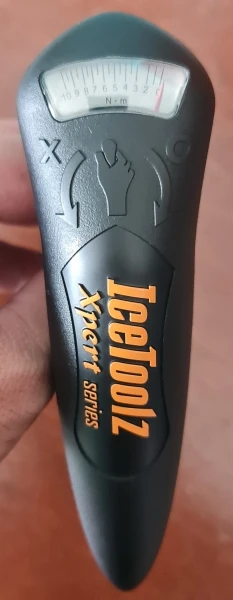 10 9 8 7 6 5 4 3 2 1
N·m
X O
IceToolz
Xpert series